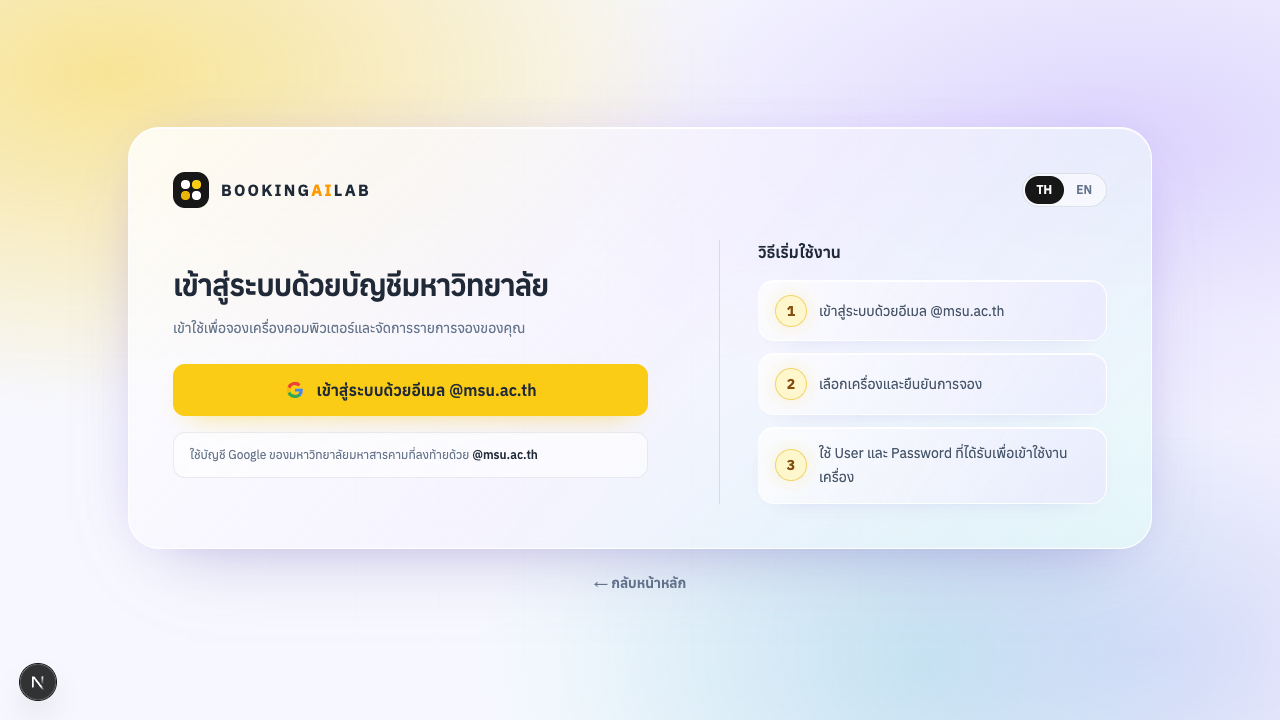 BOOKINGAILAB
TH EN
เข้าสู่ระบบด้วยบัญชีมหาวิทยาลัย
เข้าใช้เพื่อจองเครื่องคอมพิวเตอร์และจัดการรายการจองของคุณ
เข้าสู่ระบบด้วยอีเมล @msu.ac.th
ใช้บัญชี Google ของมหาวิทยาลัยมหาสารคามที่ลงท้ายด้วย @msu.ac.th
วิธีเริ่มใช้งาน
1 เข้าสู่ระบบด้วยอีเมล @msu.ac.th
2 เลือกเครื่องและยืนยันการจอง
3 ใช้ User และ Password ที่ได้รับเพื่อเข้าใช้งาน
เครื่อง
← กลับหน้าหลัก
N